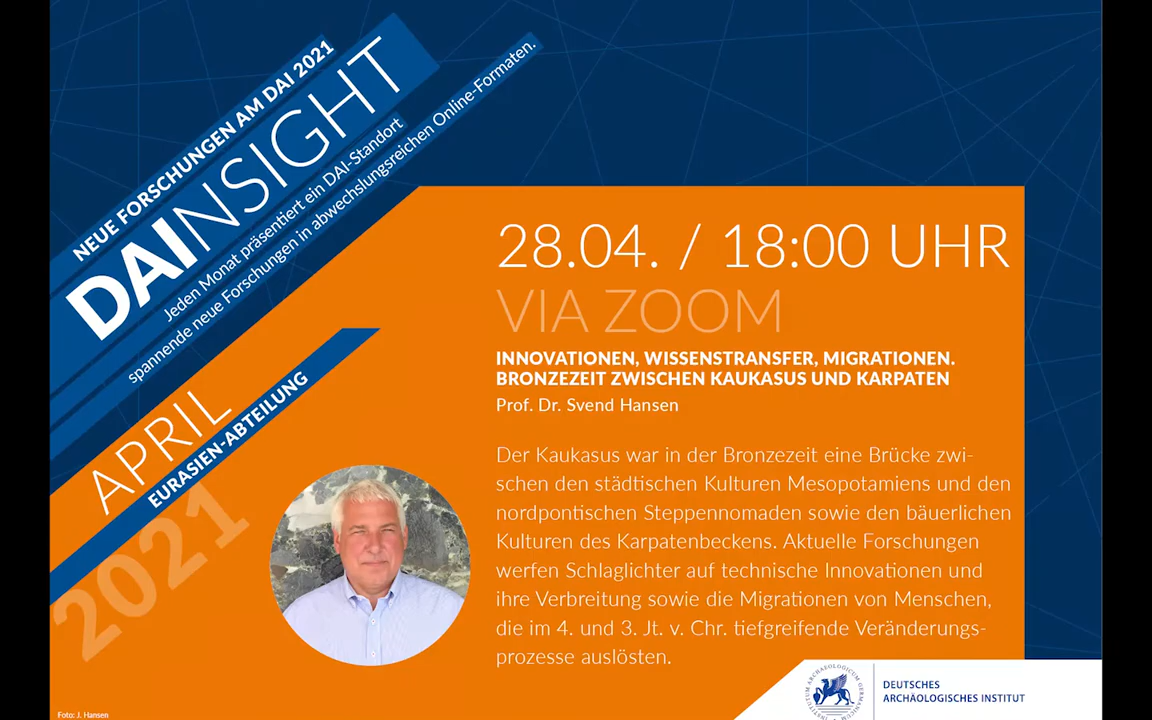 NEUE FORSCHUNGEN AM DAI 2021
DAINSIGHT
Jeden Monat präsentiert ein DAI-Standort
spannende neue Forschungen in abwechslungsreichen Online-Formaten.
APRIL
EURASIEN-ABTEILUNG
2021
28.04. / 18:00 UHR
VIA ZOOM
INNOVATIONEN, WISSENSTRANSFER, MIGRATIONEN.
BRONZEZEIT ZWISCHEN KAUKASUS UND KARPATEN
Prof. Dr. Svend Hansen
Der Kaukasus war in der Bronzezeit eine Brücke zwi-
schen den städtischen Kulturen Mesopotamiens und den
nordpontischen Steppennomaden sowie den bäuerlichen
Kulturen des Karpatenbeckens. Aktuelle Forschungen
werfen Schlaglichter auf technische Innovationen und
ihre Verbreitung sowie die Migrationen von Menschen,
die im 4. und 3. Jt. v. Chr. tiefgreifende Veränderungs-
prozesse auslösten.
INSTITUTUM ARCHAEOLOGICUM GERMANICUM
DEUTSCHES
ARCHÄOLOGISCHES INSTITUT
Foto: J. Hansen